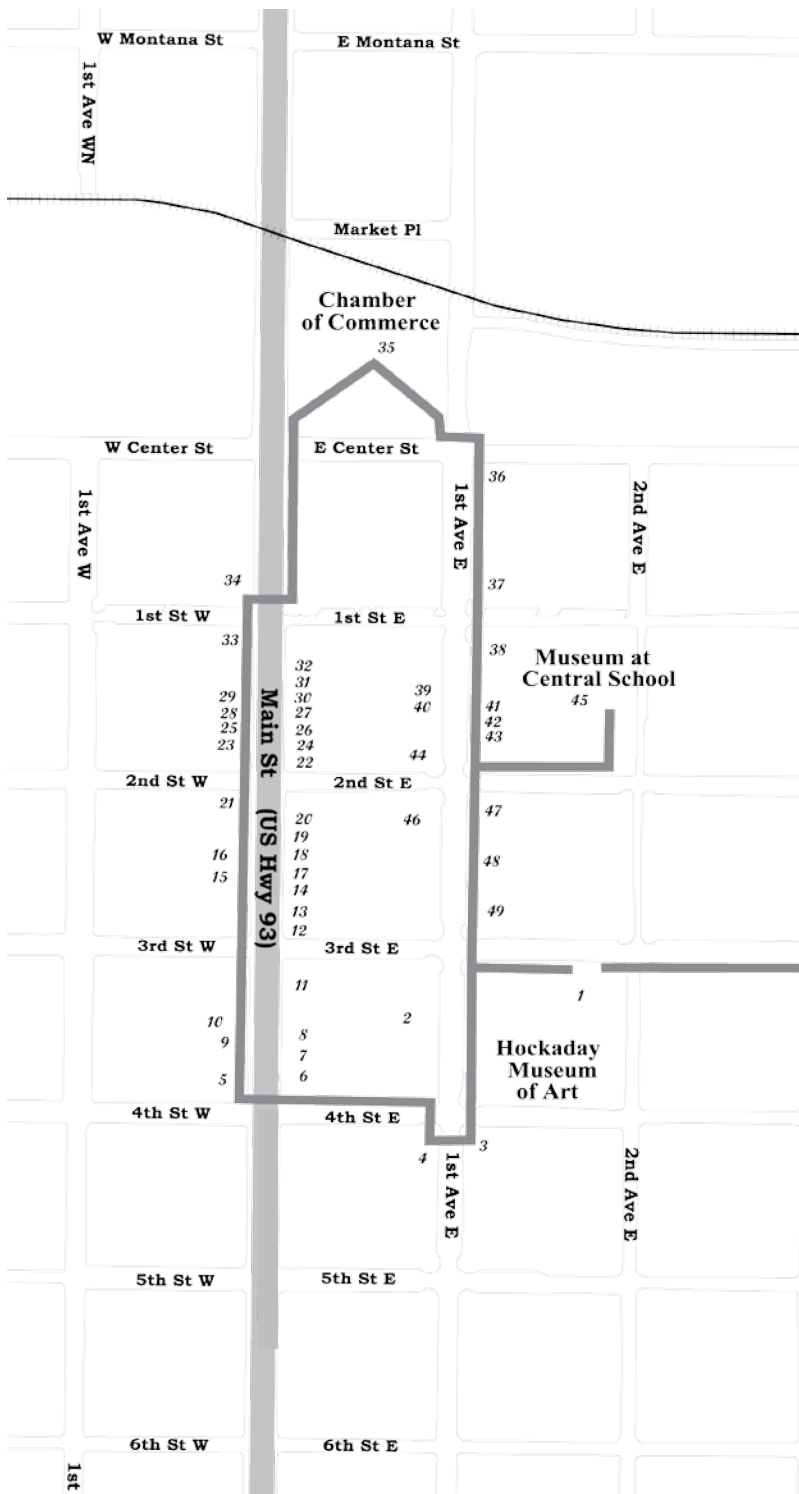 W Montana St
E Montana St
1st Ave WN
Market Pl
Chamber
of Commerce
35
W Center St
E Center St
36
1st Ave W
1st Ave E
2nd Ave E
34
37
1st St W
1st St E
33
38
Museum at
Central School
45
32
31
29
30
39
28
27
40
41
25
26
42
23
24
43
22
44
Main St (US Hwy 93)
2nd St W
2nd St E
21
20
46
47
19
16
18
48
15
17
14
13
49
12
3rd St W
3rd St E
11
1
10
2
9
8
7
Hockaday
Museum
of Art
5
6
4th St W
4th St E
4
3
1st Ave E
2nd Ave E
5th St W
5th St E
6th St W
6th St E
1st